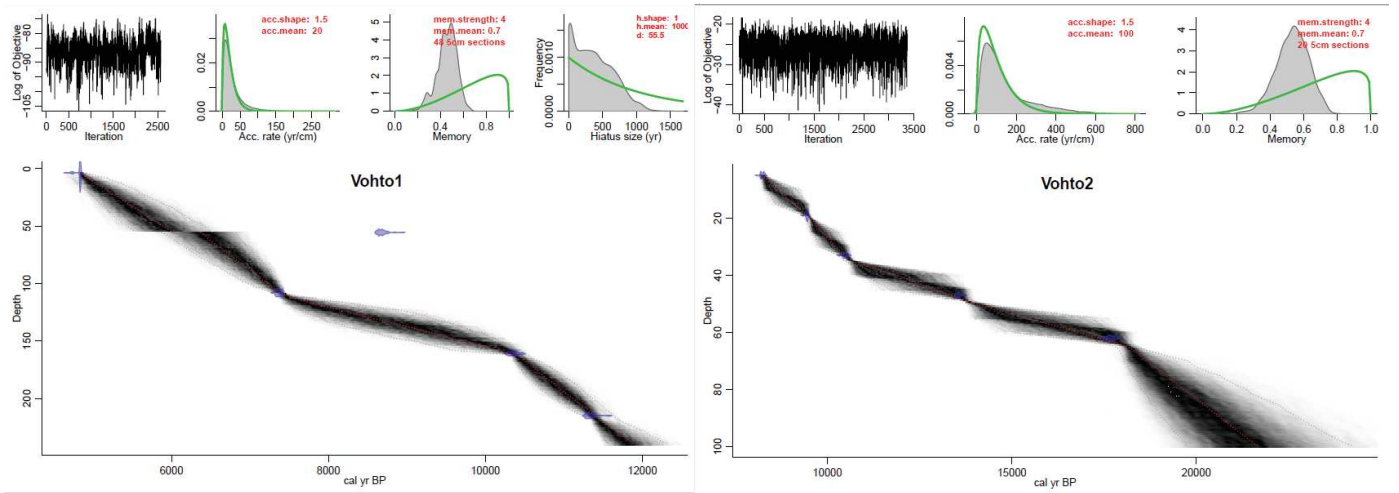 acc.shape: 1.5
acc.mean: 20
mem.strength: 4
mem.mean: 0.7
48 5cm sections
h.shape: 1
h.mean: 1000
d: 55.5
Log of Objective
-80
-90
-105
0 500 1500 2500
Iteration
0.02
0.00
0 50 150 250
Acc. rate (yr/cm)
5
4
3
2
1
0
0.0 0.4 0.8
Memory
Frequency
0.0010
0.0000
0 500 1000 1500
Hiatus size (yr)
Vohto1
Depth
0
50
100
150
200
6000 8000 10000 12000
cal yr BP
acc.shape: 1.5
acc.mean: 100
mem.strength: 4
mem.mean: 0.7
20 5cm sections
Log of Objective
-20
-30
-40
0 500 1500 2500 3500
Iteration
0.008
0.004
0.000
0 200 400 600 800
Acc. rate (yr/cm)
4
3
2
1
0
0.0 0.2 0.4 0.6 0.8 1.0
Memory
Vohto2
Depth
20
40
60
80
100
10000 15000 20000
cal yr BP